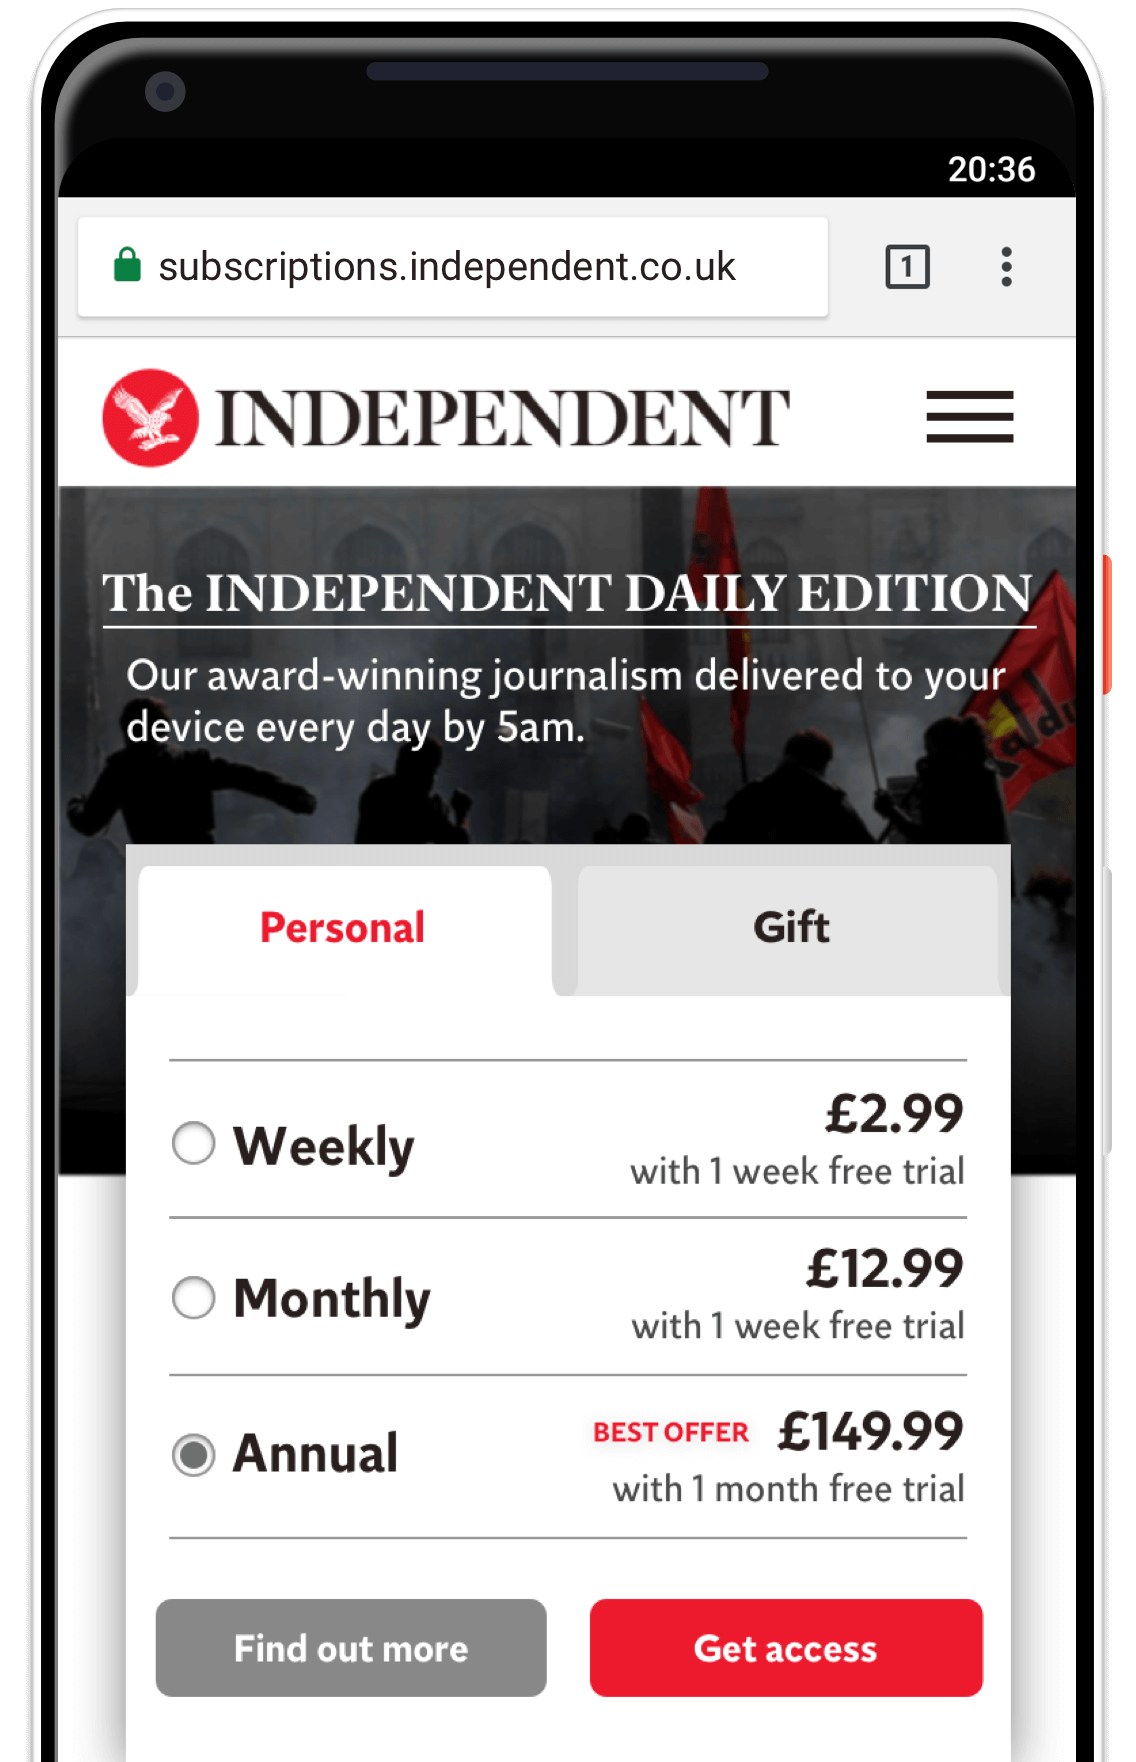 20:36
subscriptions.independent.co.uk
1
INDEPENDENT
The INDEPENDENT DAILY EDITION
Our award-winning journalism delivered to your
device every day by 5am.
Personal
Gift
Weekly
£2.99
with 1 week free trial
Monthly
£12.99
with 1 week free trial
Annual
BEST OFFER £149.99
with 1 month free trial
Find out more
Get access